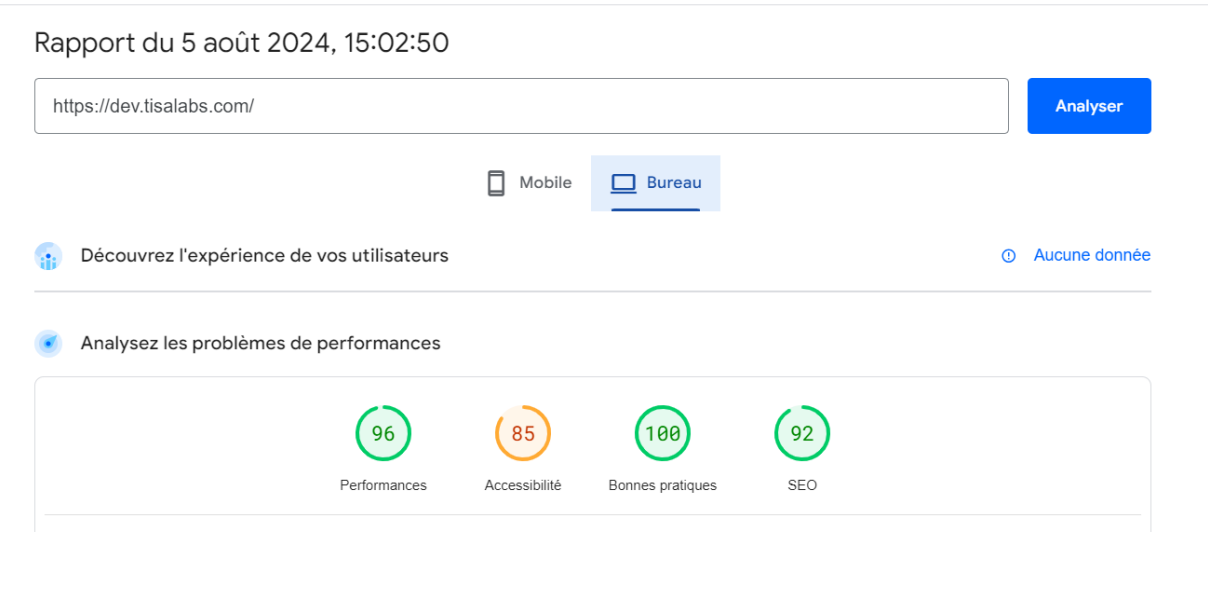 Rapport du 5 août 2024, 15:02:50
https://dev.tisalabs.com/
Analyser
Mobile
Bureau
Découvrez l'expérience de vos utilisateurs
Aucune donnée
Analysez les problèmes de performances
96
85
100
92
Performances
Accessibilité
Bonnes pratiques
SEO